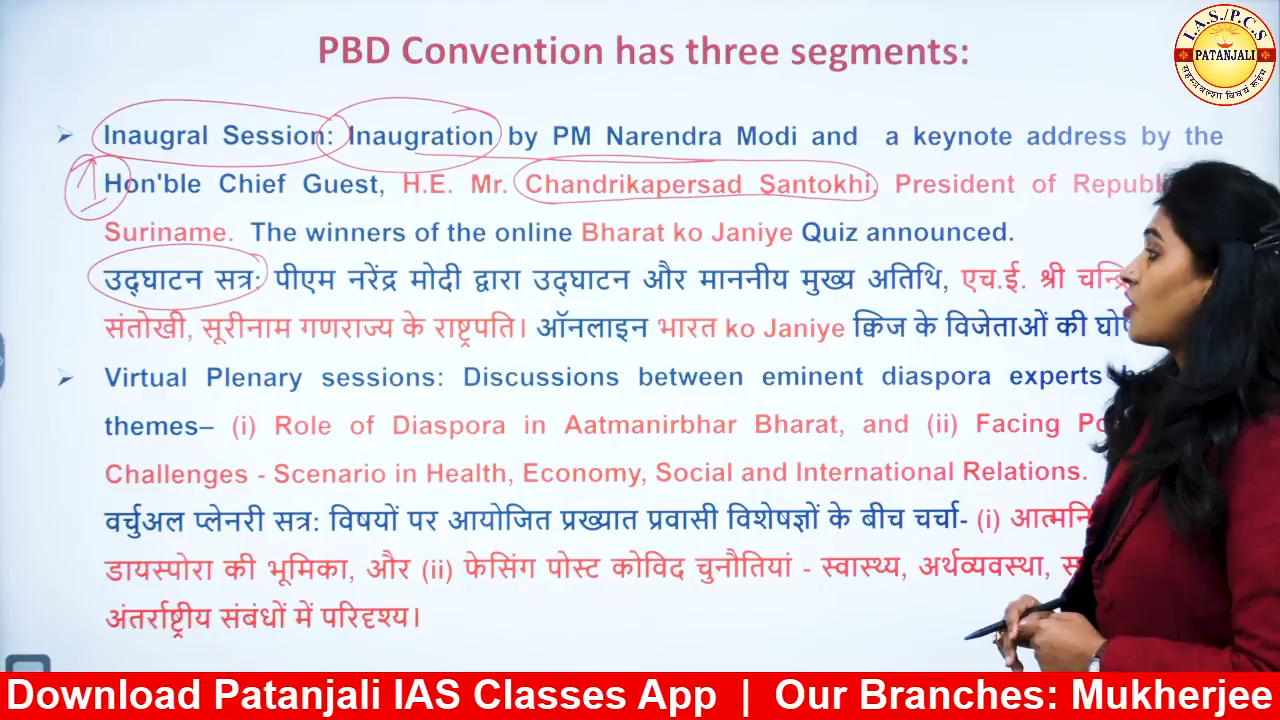 PBD Convention has three segments:
I.A.S./P.C.S
PATANJALI
Inaugral Session: Inaugration by PM Narendra Modi and a keynote address by the
Hon'ble Chief Guest, H.E. Mr. Chandrikapersad Santokhi, President of
Suriname. The winners of the online Bharat ko Janiye Quiz announced.
उद्घाटन सत्र: पीएम नरेंद्र मोदी द्वारा उद्घाटन और माननीय मुख्य अतिथि, एच.ई. श्री
संतोखी, सूरीनाम गणराज्य के राष्ट्रपति। ऑनलाइन भारत ko Janiye क्विज के विजेताओं की
Virtual Plenary sessions: Discussions between eminent diaspora experts
themes– (i) Role of Diaspora in Aatmanirbhar Bharat, and (ii) Facing
Challenges - Scenario in Health, Economy, Social and International Relations.
वर्चुअल प्लेनरी सत्र: विषयों पर आयोजित प्रख्यात प्रवासी विशेषज्ञों के बीच चर्चा- (i)
डायस्पोरा की भूमिका, और (ii) फेसिंग पोस्ट कोविद चुनौतियां - स्वास्थ्य, अर्थव्यवस्था,
अंतर्राष्ट्रीय संबंधों में परिदृश्य।
Download Patanjali IAS Classes App | Our Branches: Mukherjee